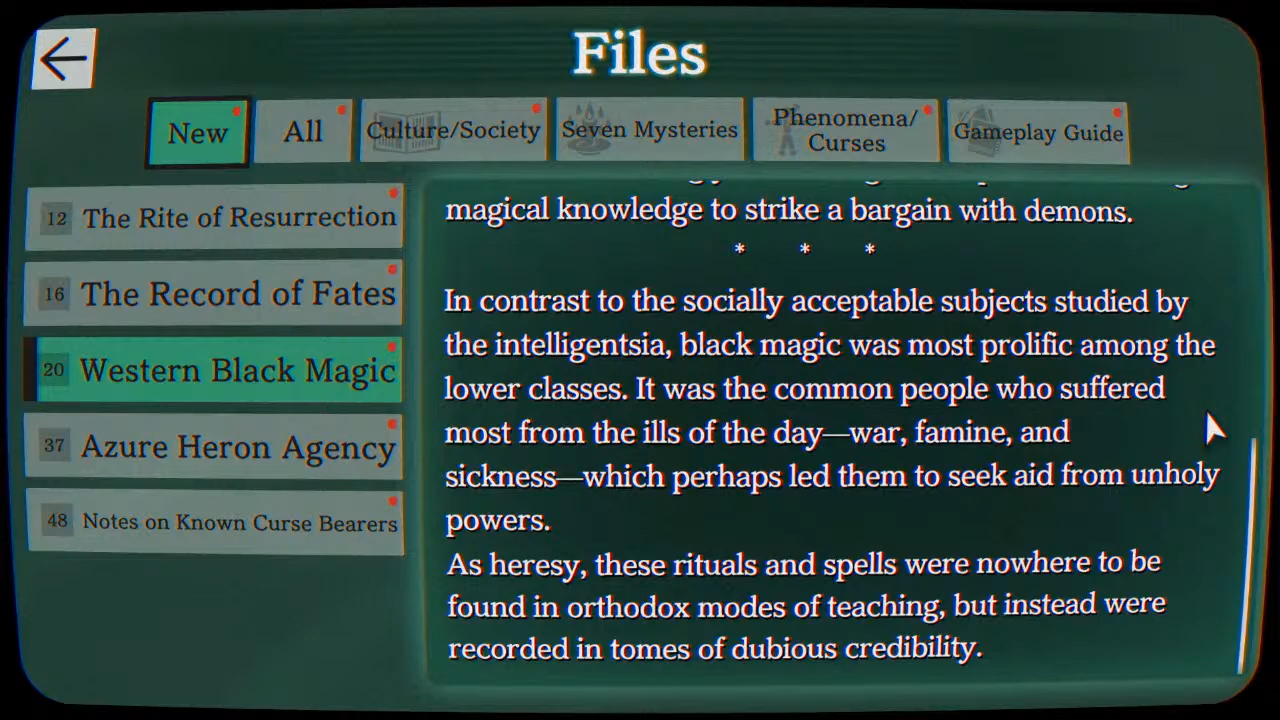 Files
New
All
Culture/Society
Seven Mysteries
Phenomena/
Curses
Gameplay Guide
12 The Rite of Resurrection
16 The Record of Fates
20 Western Black Magic
37 Azure Heron Agency
48 Notes on Known Curse Bearers
magical knowledge to strike a bargain with demons.
* * *
In contrast to the socially acceptable subjects studied by
the intelligentsia, black magic was most prolific among the
lower classes. It was the common people who suffered
most from the ills of the day—war, famine, and
sickness—which perhaps led them to seek aid from unholy
powers.
As heresy, these rituals and spells were nowhere to be
found in orthodox modes of teaching, but instead were
recorded in tomes of dubious credibility.